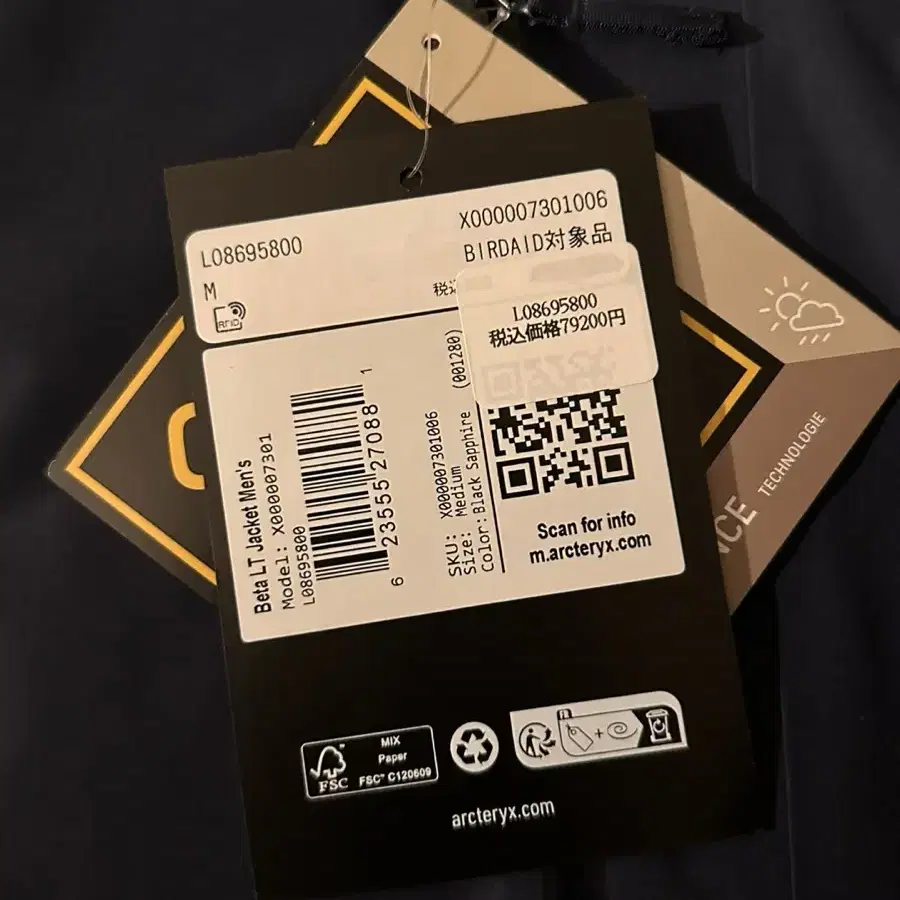 X000007301006
L08695800
BIRDAID対象品
M
税込
RFID
L08695800
税込価格79200円
Beta LT Jacket Men's
Model: X000007301
L08695800
6 23555 27088 1
SKU: X000007301006
Size: Medium
Color: Black Sapphire
(001280)
Scan for info
m.arcteryx.com
TECHNOLOGIE
MIX
Paper
FSC™ C120609
FSC
arcteryx.com